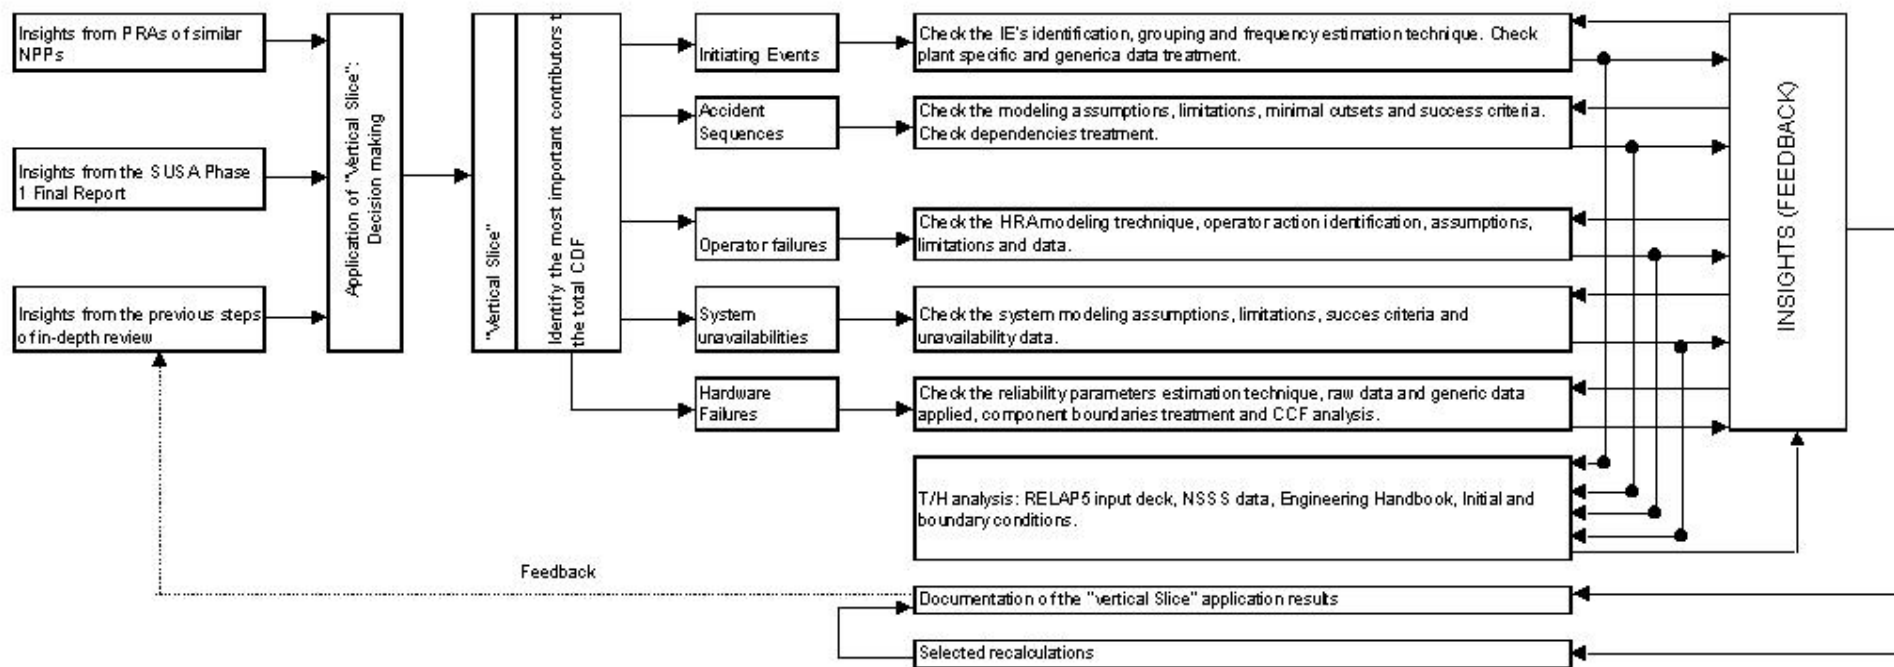 Insights from PRAs of similar
NPPs
Insights from the SUSA Phase
1 Final Report
Insights from the previous steps
of in-depth review
Application of "Vertical Slice":
Decision making
"Vertical Slice"
Identify the most important contributors t
the total CDF
Initiating Events
Accident
Sequences
Operator failures
System
unavailabilities
Hardware
Failures
Check the IE's identification, grouping and frequency estimation technique. Check
plant specific and generica data treatment.
Check the modeling assumptions, limitations, minimal cutsets and success criteria.
Check dependencies treatment.
Check the HRA modeling trechnique, operator action identification, assumptions,
limitations and data.
Check the system modeling assumptions, limitations, succes criteria and
unavailability data.
Check the reliability parameters estimation technique, raw data and generic data
applied, component boundaries treatment and CCF analysis.
T/H analysis: RELAP5 input deck, NSSS data, Engineering Handbook, Initial and
boundary conditions.
INSIGHTS (FEEDBACK)
Feedback
Documentation of the "vertical Slice" application results
Selected recalculations